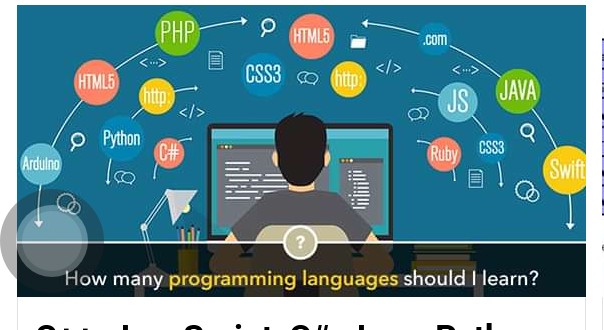 PHP
HTML5
.com
HTML5
<...>
CSS3
http:
</>
<...>
http:
</>
JS
JAVA
Python
C#
Ruby
CSS3
Arduino
Swift
?
How many programming languages should I learn?